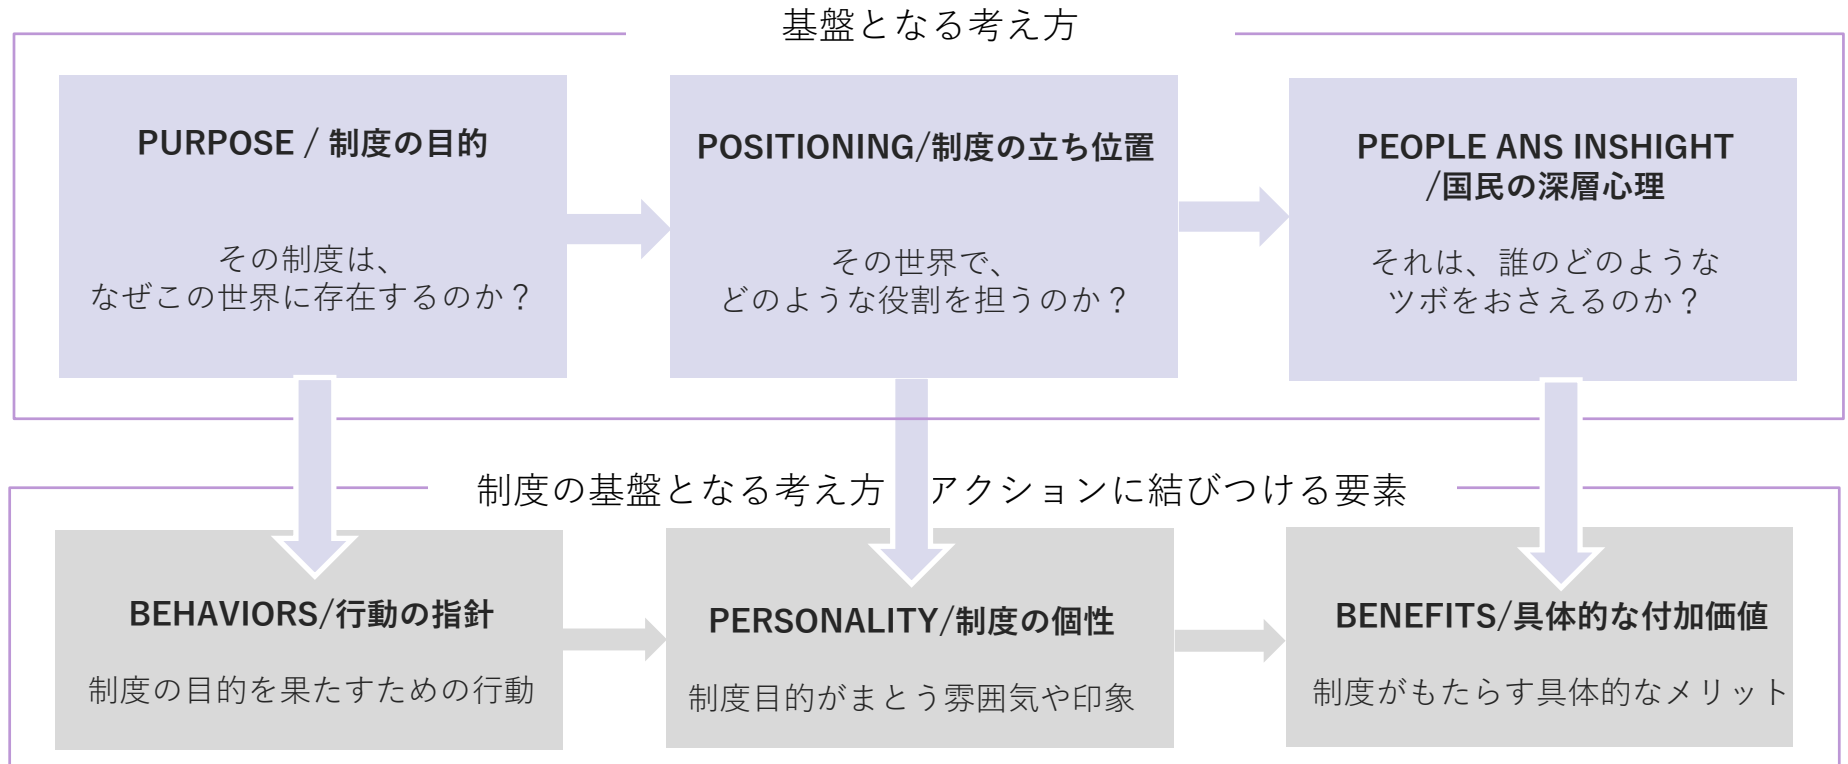 基盤となる考え方
PURPOSE / 制度の目的
その制度は、
なぜこの世界に存在するのか？
POSITIONING/制度の立ち位置
その世界で、
どのような役割を担うのか？
PEOPLE ANS INSHIGHT
/国民の深層心理
それは、誰のどのような
ツボをおさえるのか？
制度の基盤となる考え方 アクションに結びつける要素
BEHAVIORS/行動の指針
制度の目的を果たすための行動
PERSONALITY/制度の個性
制度目的がまとう雰囲気や印象
BENEFITS/具体的な付加価値
制度がもたらす具体的なメリット